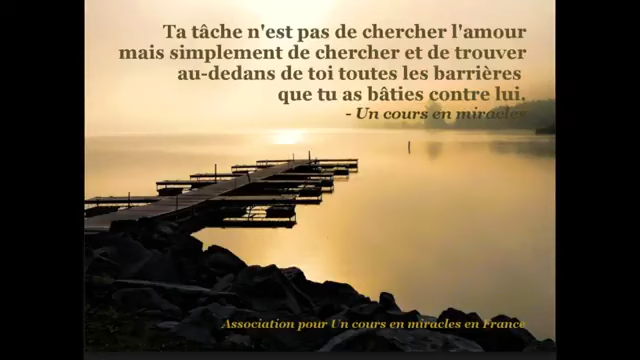 Ta tâche n'est pas de chercher l'amour
mais simplement de chercher et de trouver
au-dedans de toi toutes les barrières
que tu as bâties contre lui.
- Un cours en miracles
Association pour Un cours en miracles en France